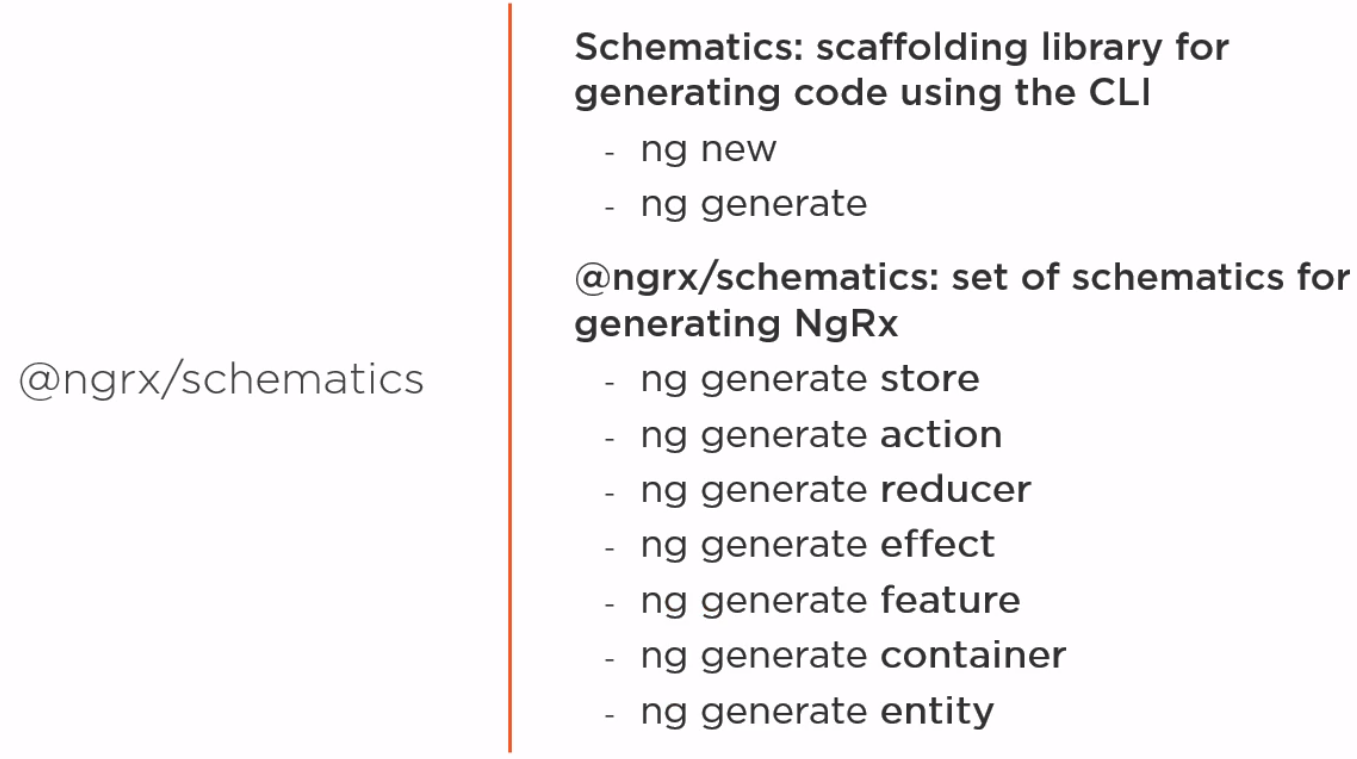 @ngrx/schematics
Schematics: scaffolding library for
generating code using the CLI
- ng new
- ng generate
@ngrx/schematics: set of schematics for
generating NgRx
- ng generate store
- ng generate action
- ng generate reducer
- ng generate effect
- ng generate feature
- ng generate container
- ng generate entity